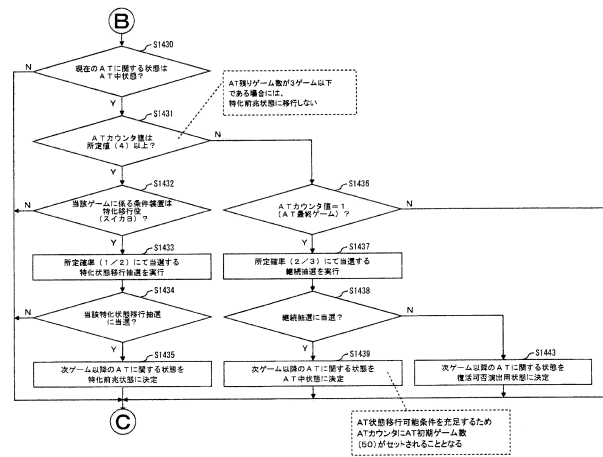 B
S1430
現在のATに関する状態は
AT中状態?
N
Y
AT残りゲーム数が3ゲーム以下
である場合には、
特化前兆状態に移行しない
S1431
ATカウンタ値は
所定値(4)以上?
N
Y
S1432
当該ゲームに係る条件装置は
特化移行役
(スイカB)?
N
Y
S1436
ATカウンタ値=1
(AT最終ゲーム)?
N
Y
S1433
所定確率(1/2)にて当選する
特化状態移行抽選を実行
S1437
所定確率(2/3)にて当選する
継続抽選を実行
S1434
当該特化状態移行抽選
に当選?
N
Y
S1438
継続抽選に当選?
N
Y
S1435
次ゲーム以降のATに関する状態を
特化前兆状態に決定
S1439
次ゲーム以降のATに関する状態を
AT中状態に決定
S1443
次ゲーム以降のATに関する状態を
復活可否演出用状態に決定
C
AT状態移行可能条件を充足するため
ATカウンタにAT初期ゲーム数
(50)がセットされることとなる